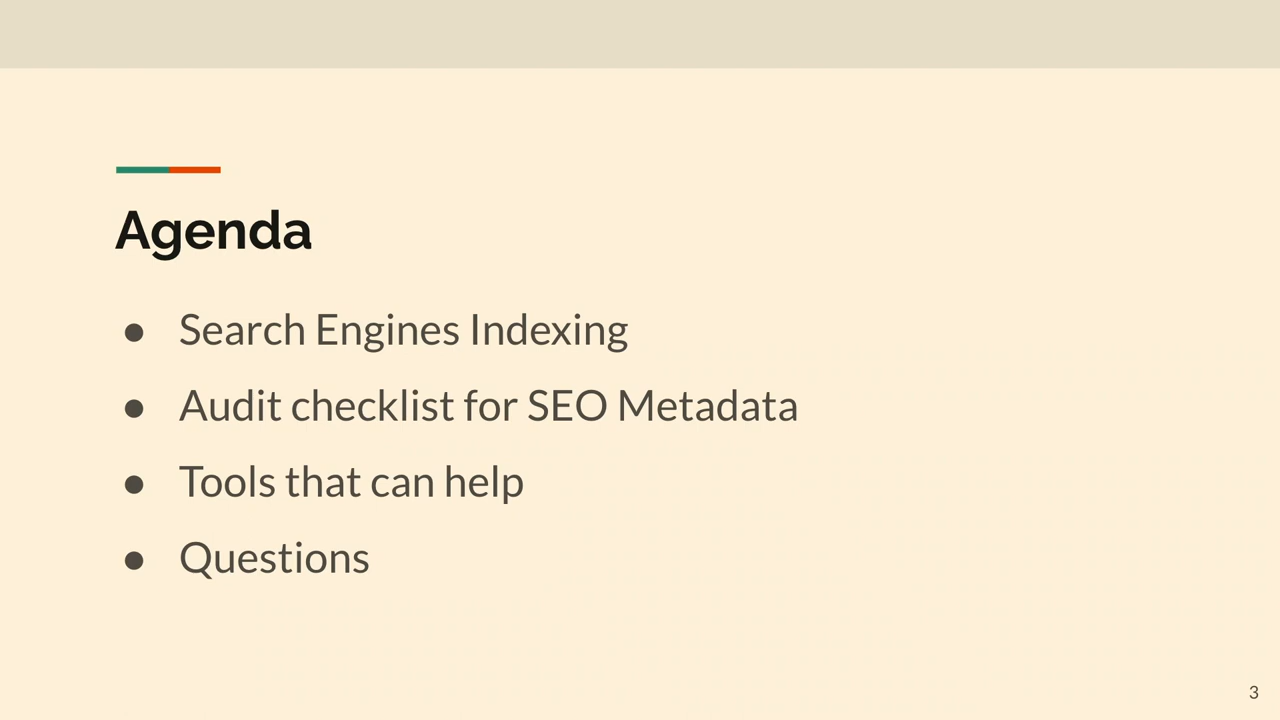 Agenda
● Search Engines Indexing
● Audit checklist for SEO Metadata
● Tools that can help
● Questions
3